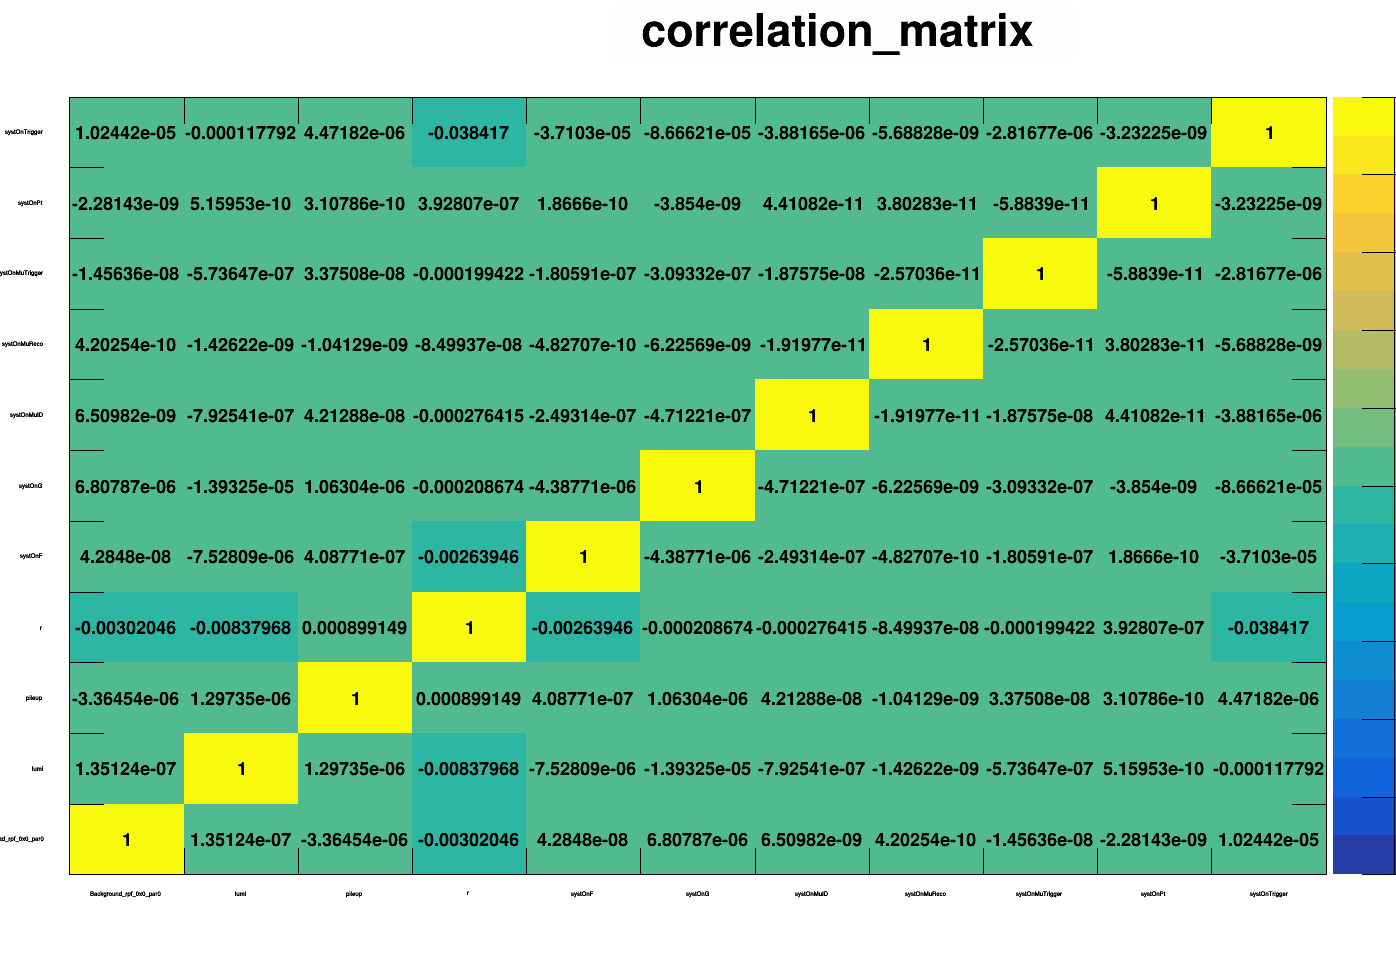 correlation_matrix
systOnTrigger 1.02442e-05 -0.000117792 4.47182e-06 -0.038417 -3.7103e-05 -8.66621e-05 -3.88165e-06 -5.68828e-09 -2.81677e-06 -3.23225e-09 1
systOnPt -2.28143e-09 5.15953e-10 3.10786e-10 3.92807e-07 1.8666e-10 -3.854e-09 4.41082e-11 3.80283e-11 -5.8839e-11 1 -3.23225e-09
ystOnMuTrigger -1.45636e-08 -5.73647e-07 3.37508e-08 -0.000199422 -1.80591e-07 -3.09332e-07 -1.87575e-08 -2.57036e-11 1 -5.8839e-11 -2.81677e-06
systOnMuReco 4.20254e-10 -1.42622e-09 -1.04129e-09 -8.49937e-08 -4.82707e-10 -6.22569e-09 -1.91977e-11 1 -2.57036e-11 3.80283e-11 -5.68828e-09
systOnMuID 6.50982e-09 -7.92541e-07 4.21288e-08 -0.000276415 -2.49314e-07 -4.71221e-07 1 -1.91977e-11 -1.87575e-08 4.41082e-11 -3.88165e-06
systOnG 6.80787e-06 -1.39325e-05 1.06304e-06 -0.000208674 -4.38771e-06 1 -4.71221e-07 -6.22569e-09 -3.09332e-07 -3.854e-09 -8.66621e-05
systOnF 4.2848e-08 -7.52809e-06 4.08771e-07 -0.00263946 1 -4.38771e-06 -2.49314e-07 -4.82707e-10 -1.80591e-07 1.8666e-10 -3.7103e-05
r -0.00302046 -0.00837968 0.000899149 1 -0.00263946 -0.000208674 -0.000276415 -8.49937e-08 -0.000199422 3.92807e-07 -0.038417
pileup -3.36454e-06 1.29735e-06 1 0.000899149 4.08771e-07 1.06304e-06 4.21288e-08 -1.04129e-09 3.37508e-08 3.10786e-10 4.47182e-06
lumi 1.35124e-07 1 1.29735e-06 -0.00837968 -7.52809e-06 -1.39325e-05 -7.92541e-07 -1.42622e-09 -5.73647e-07 5.15953e-10 -0.000117792
nd_rpf_0x0_par0 1 1.35124e-07 -3.36454e-06 -0.00302046 4.2848e-08 6.80787e-06 6.50982e-09 4.20254e-10 -1.45636e-08 -2.28143e-09 1.02442e-05
Background_rpf_0x0_par0 lumi pileup r systOnF systOnG systOnMuID systOnMuReco systOnMuTrigger systOnPt systOnTrigger